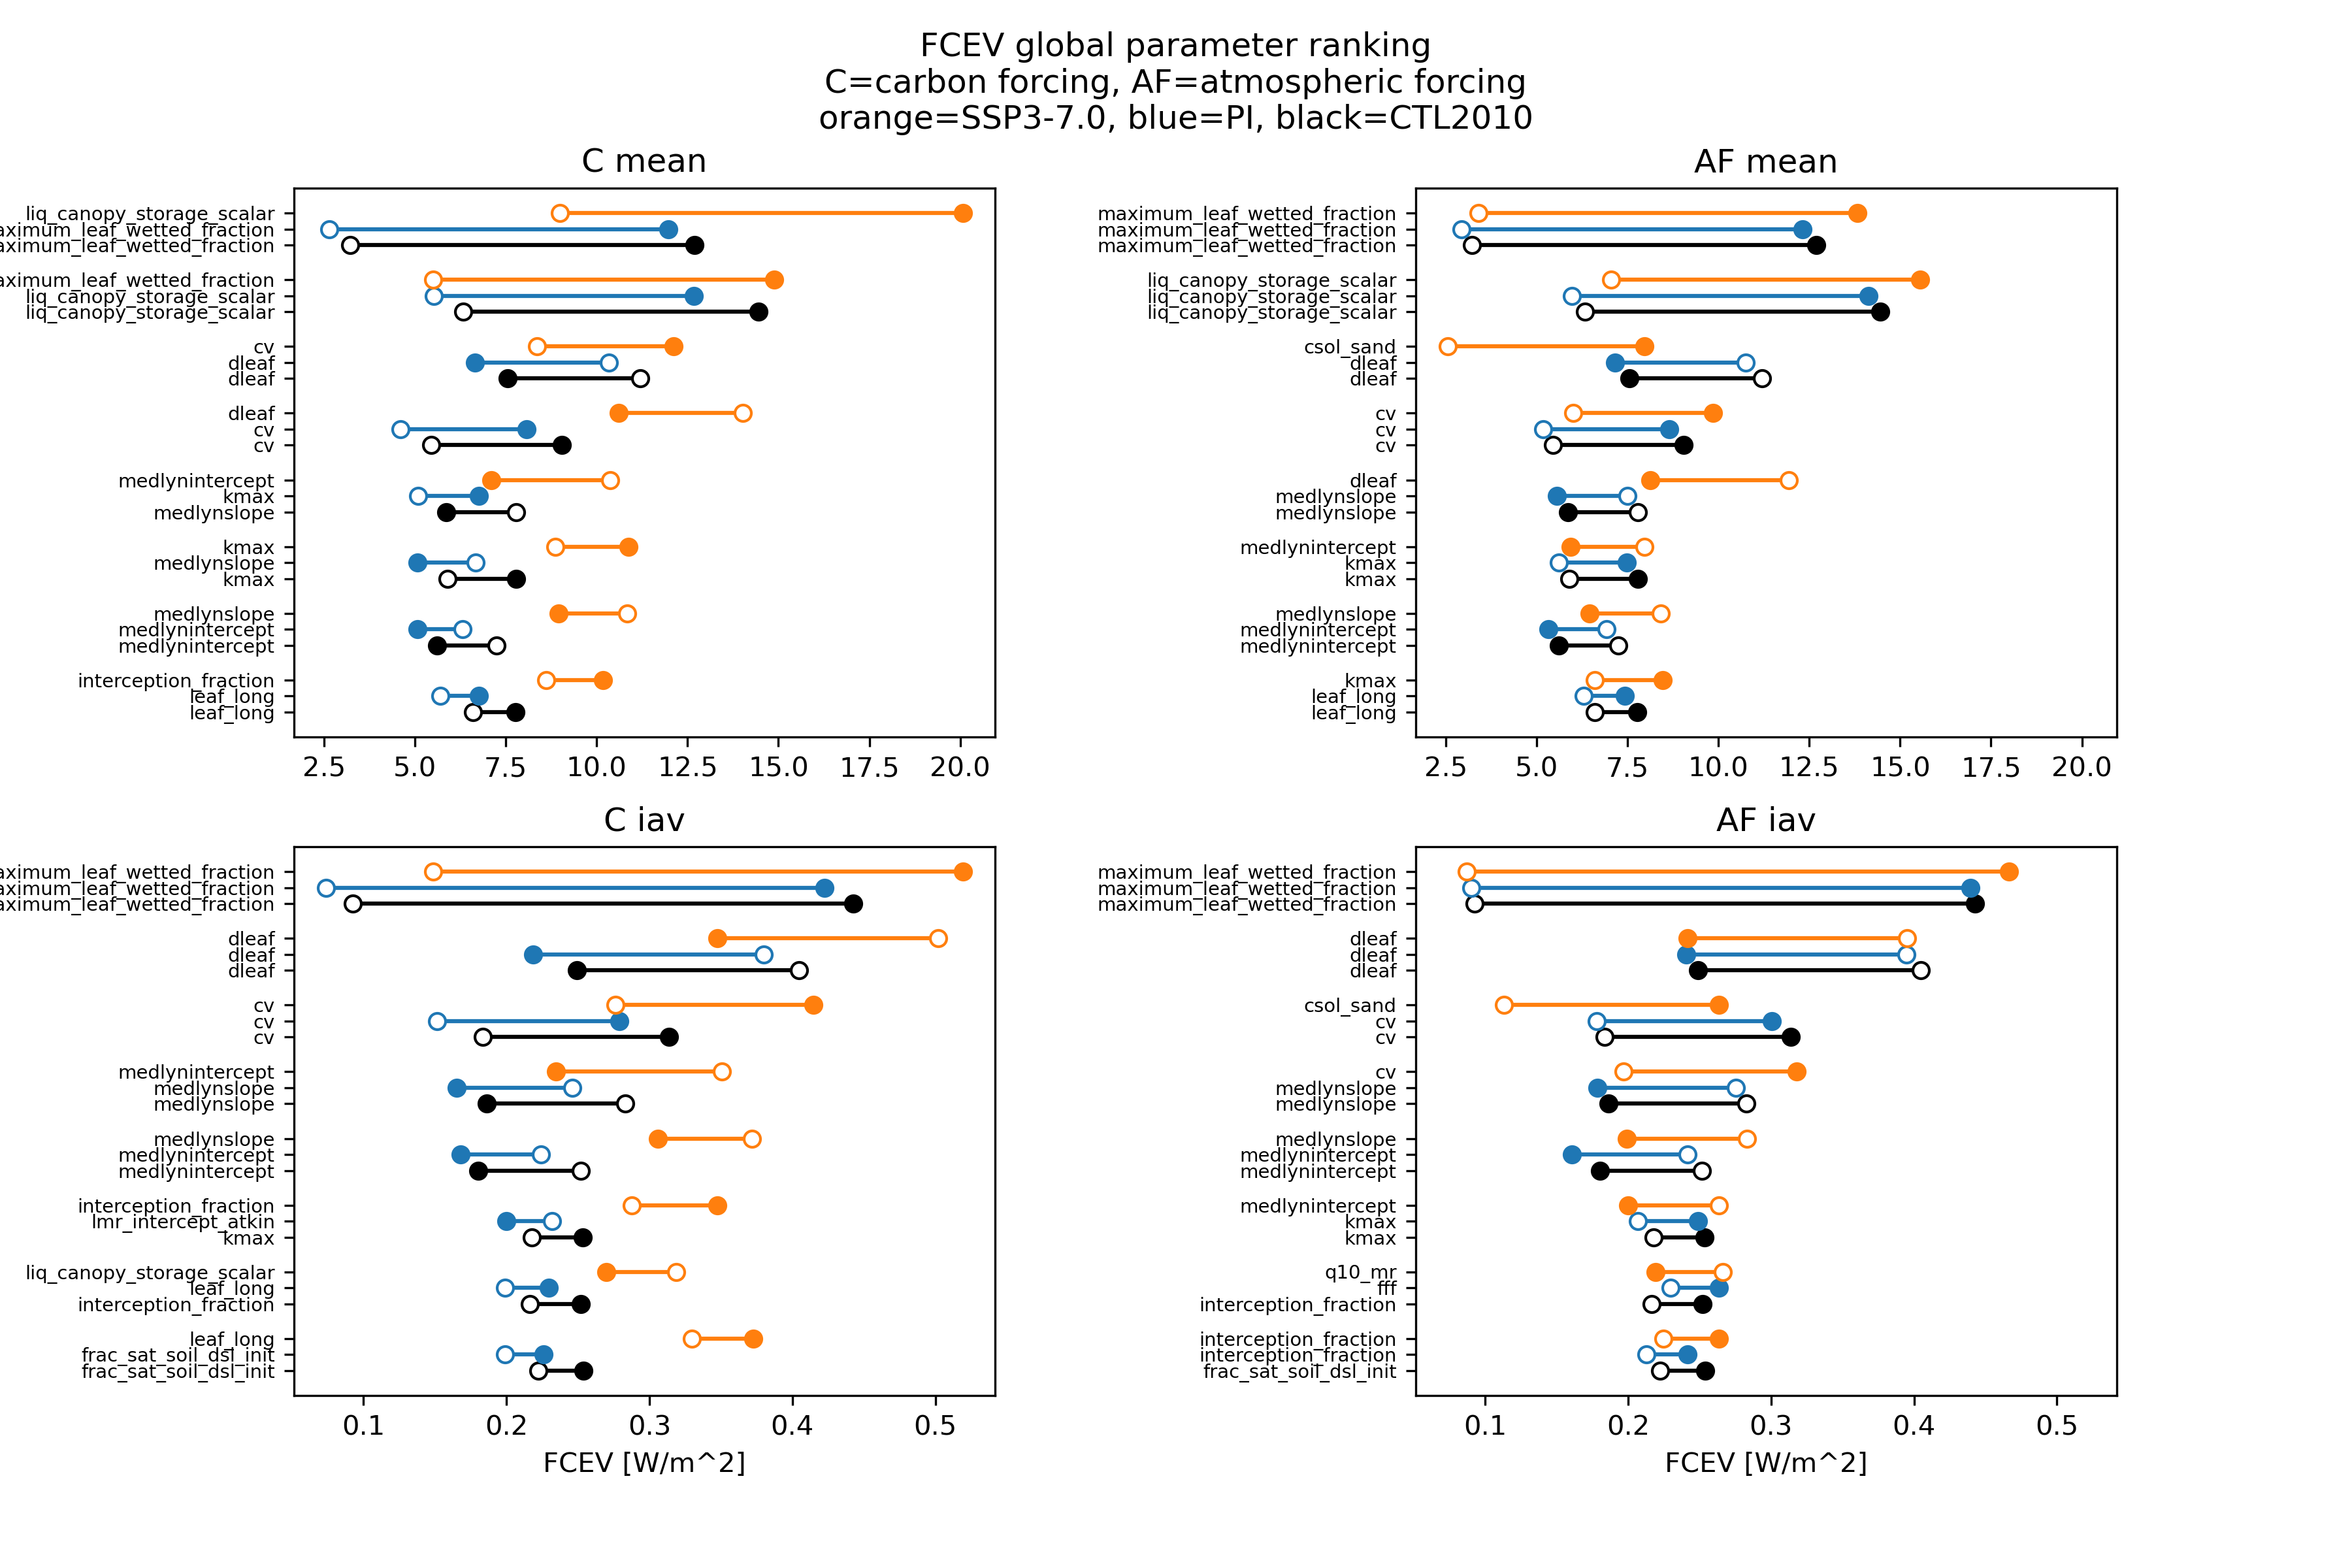 FCEV global parameter ranking
C=carbon forcing, AF=atmospheric forcing
orange=SSP3-7.0, blue=PI, black=CTL2010
C mean
liq_canopy_storage_scalar
aximum_leaf_wetted_fraction
aximum_leaf_wetted_fraction
aximum_leaf_wetted_fraction
liq_canopy_storage_scalar
liq_canopy_storage_scalar
cv
dleaf
dleaf
dleaf
cv
cv
medlynintercept
kmax
medlynslope
kmax
medlynslope
kmax
medlynslope
medlynintercept
medlynintercept
interception_fraction
leaf_long
leaf_long
2.5 5.0 7.5 10.0 12.5 15.0 17.5 20.0
AF mean
maximum_leaf_wetted_fraction
maximum_leaf_wetted_fraction
maximum_leaf_wetted_fraction
liq_canopy_storage_scalar
liq_canopy_storage_scalar
liq_canopy_storage_scalar
csol_sand
dleaf
dleaf
cv
cv
cv
dleaf
medlynslope
medlynslope
medlynintercept
kmax
kmax
medlynslope
medlynintercept
medlynintercept
kmax
leaf_long
leaf_long
2.5 5.0 7.5 10.0 12.5 15.0 17.5 20.0
C iav
aximum_leaf_wetted_fraction
aximum_leaf_wetted_fraction
aximum_leaf_wetted_fraction
dleaf
dleaf
dleaf
cv
cv
cv
medlynintercept
medlynslope
medlynslope
medlynslope
medlynintercept
medlynintercept
interception_fraction
lmr_intercept_atkin
kmax
liq_canopy_storage_scalar
leaf_long
interception_fraction
leaf_long
frac_sat_soil_dsl_init
frac_sat_soil_dsl_init
0.1 0.2 0.3 0.4 0.5
FCEV [W/m^2]
AF iav
maximum_leaf_wetted_fraction
maximum_leaf_wetted_fraction
maximum_leaf_wetted_fraction
dleaf
dleaf
dleaf
csol_sand
cv
cv
cv
medlynslope
medlynslope
medlynslope
medlynintercept
medlynintercept
medlynintercept
kmax
kmax
q10_mr
fff
interception_fraction
interception_fraction
interception_fraction
frac_sat_soil_dsl_init
0.1 0.2 0.3 0.4 0.5
FCEV [W/m^2]